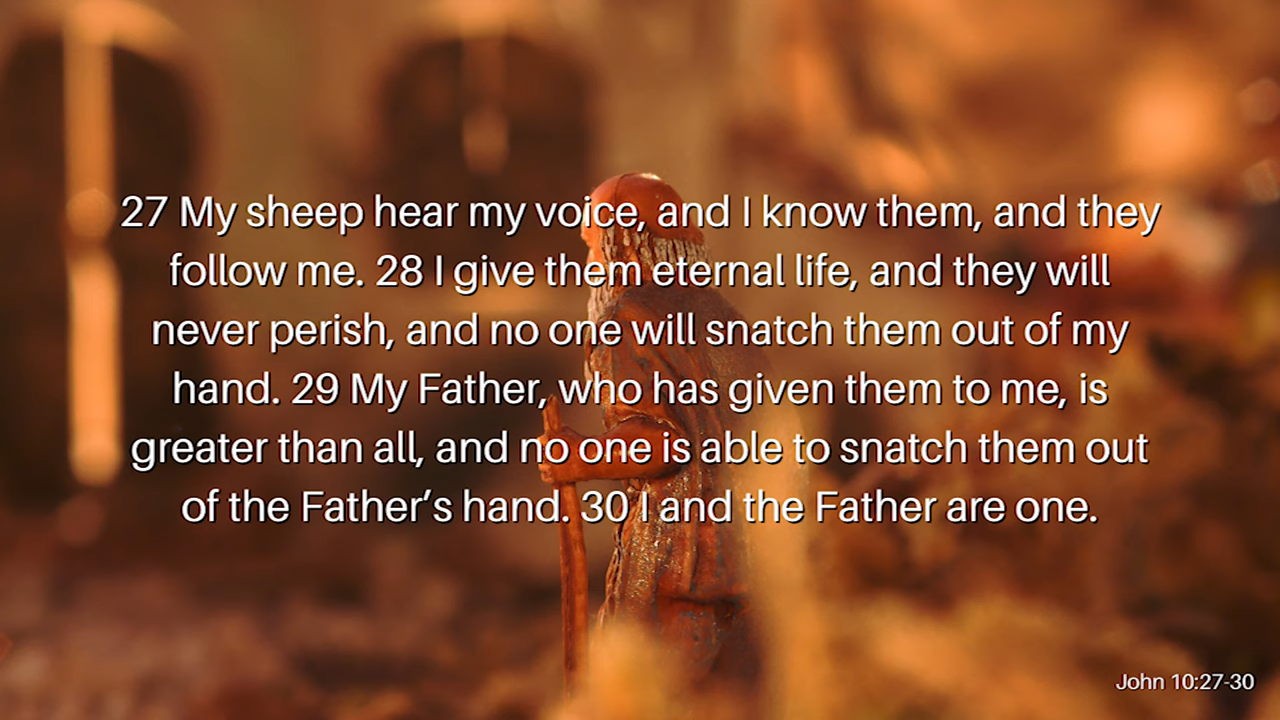 27 My sheep hear my voice, and I know them, and they
follow me. 28 I give them eternal life, and they will
never perish, and no one will snatch them out of my
hand. 29 My Father, who has given them to me, is
greater than all, and no one is able to snatch them out
of the Father’s hand. 30 I and the Father are one.
John 10:27-30